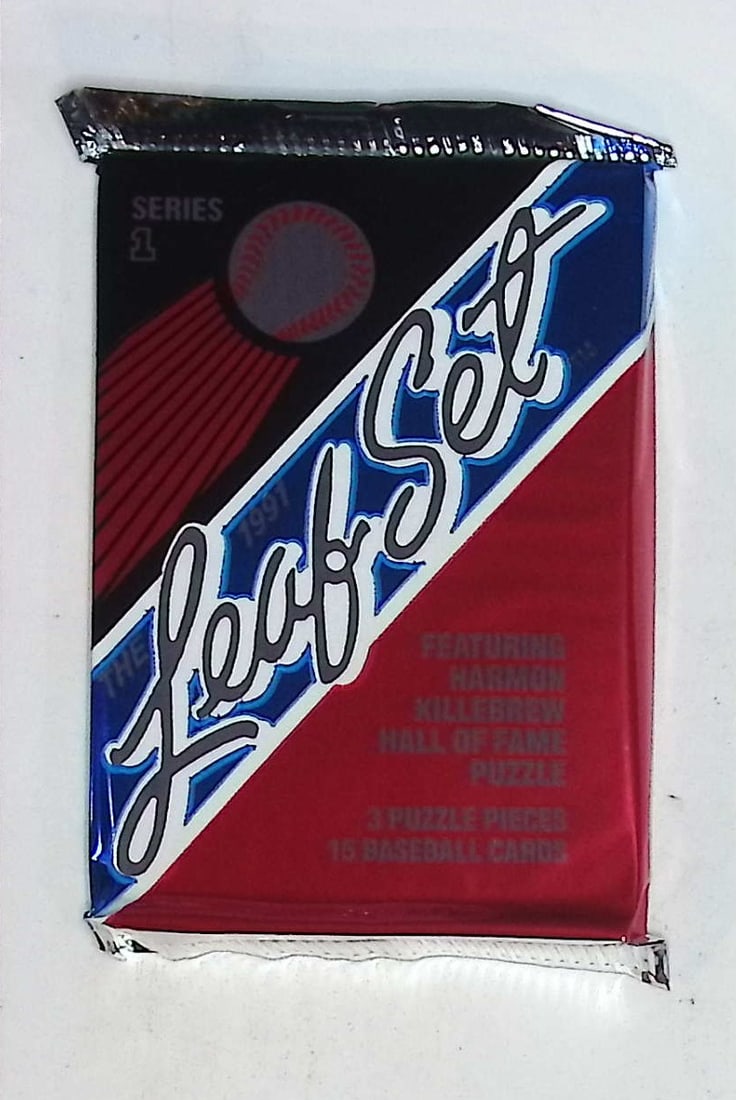 SERIES
1
THE 1991
Leaf Set
FEATURING
HARMON
KILLEBREW
HALL OF FAME
PUZZLE
3 PUZZLE PIECES
15 BASEBALL CARDS